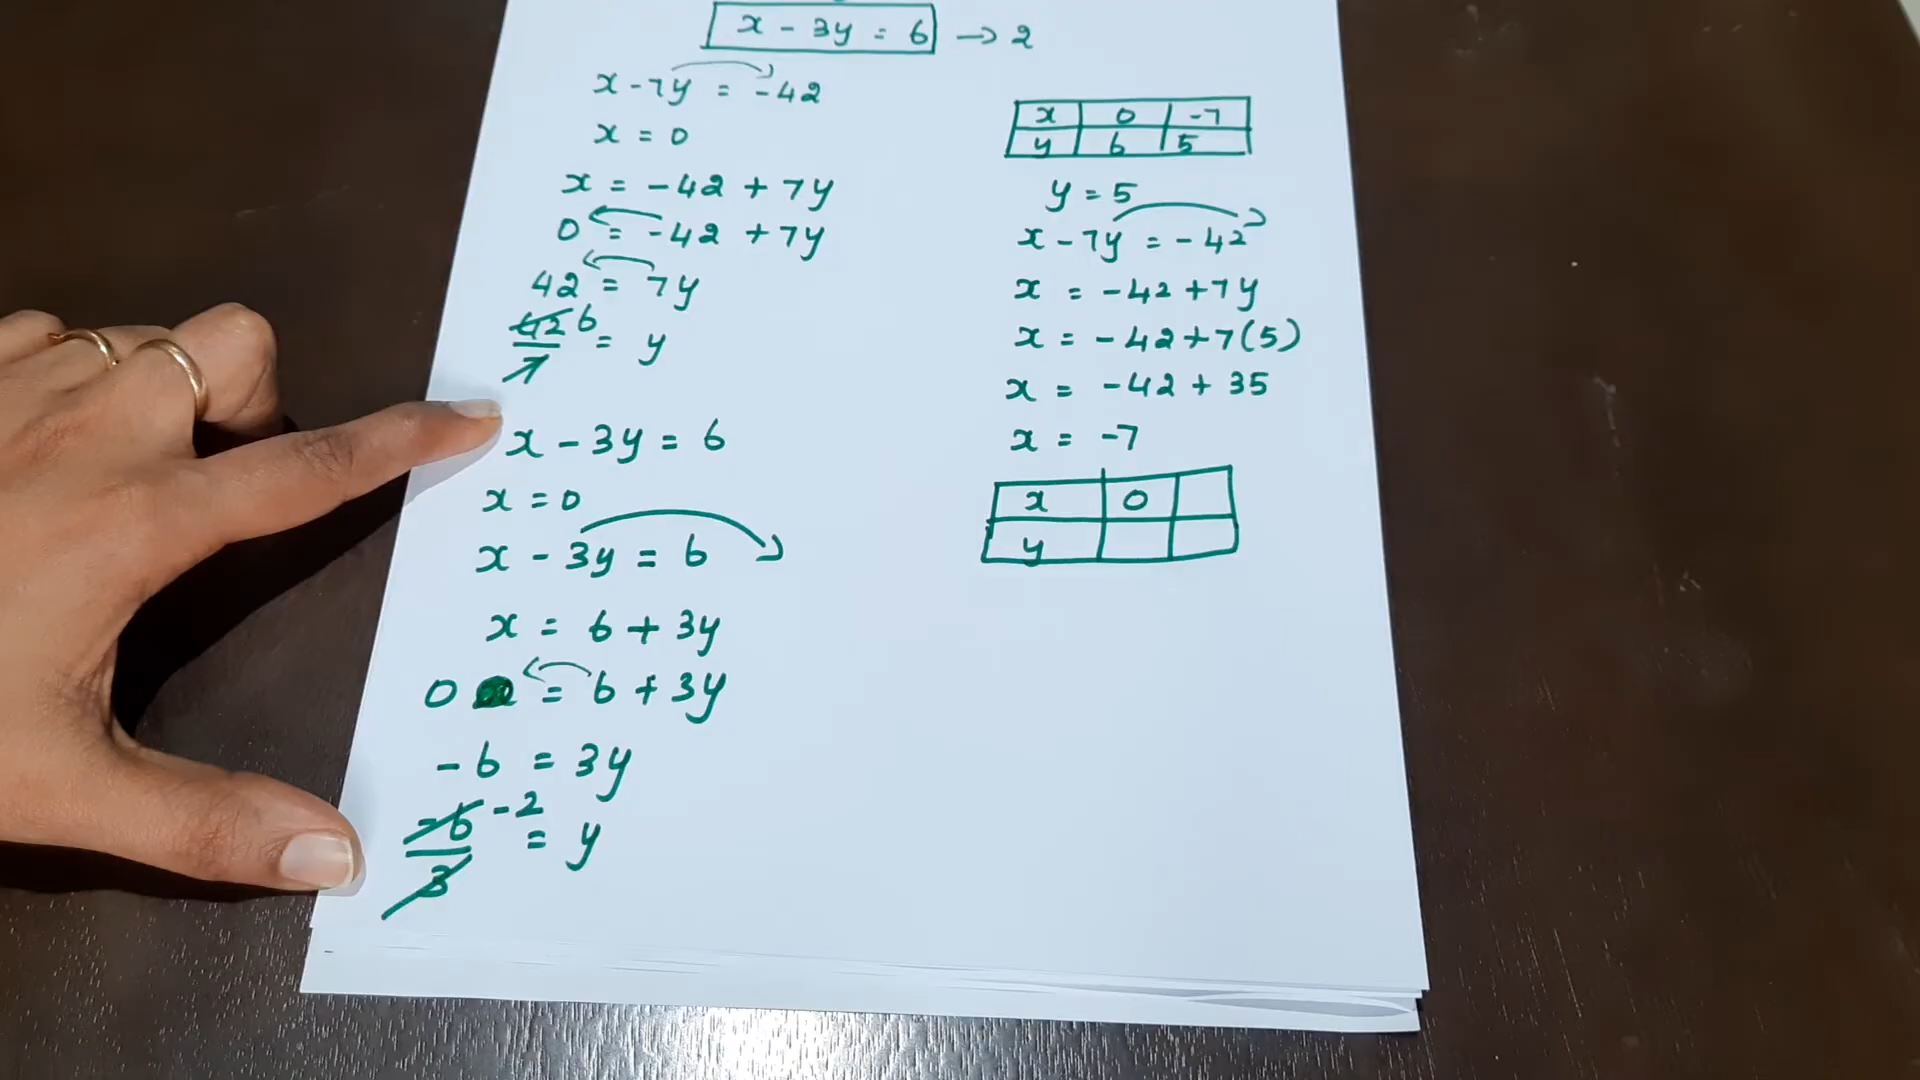 x - 3y = 6 → 2
x - 7y = -42
x = 0
x = -42 + 7y
0 = -42 + 7y
42 = 7y
42/7 6 = y
x - 3y = 6
x = 0
x - 3y = 6
x = 6 + 3y
0 = 6 + 3y
-6 = 3y
-6/3 -2 = y
x 0 -7
y 6 5
y = 5
x - 7y = -42
x = -42 + 7y
x = -42 + 7(5)
x = -42 + 35
x = -7
x 0
y